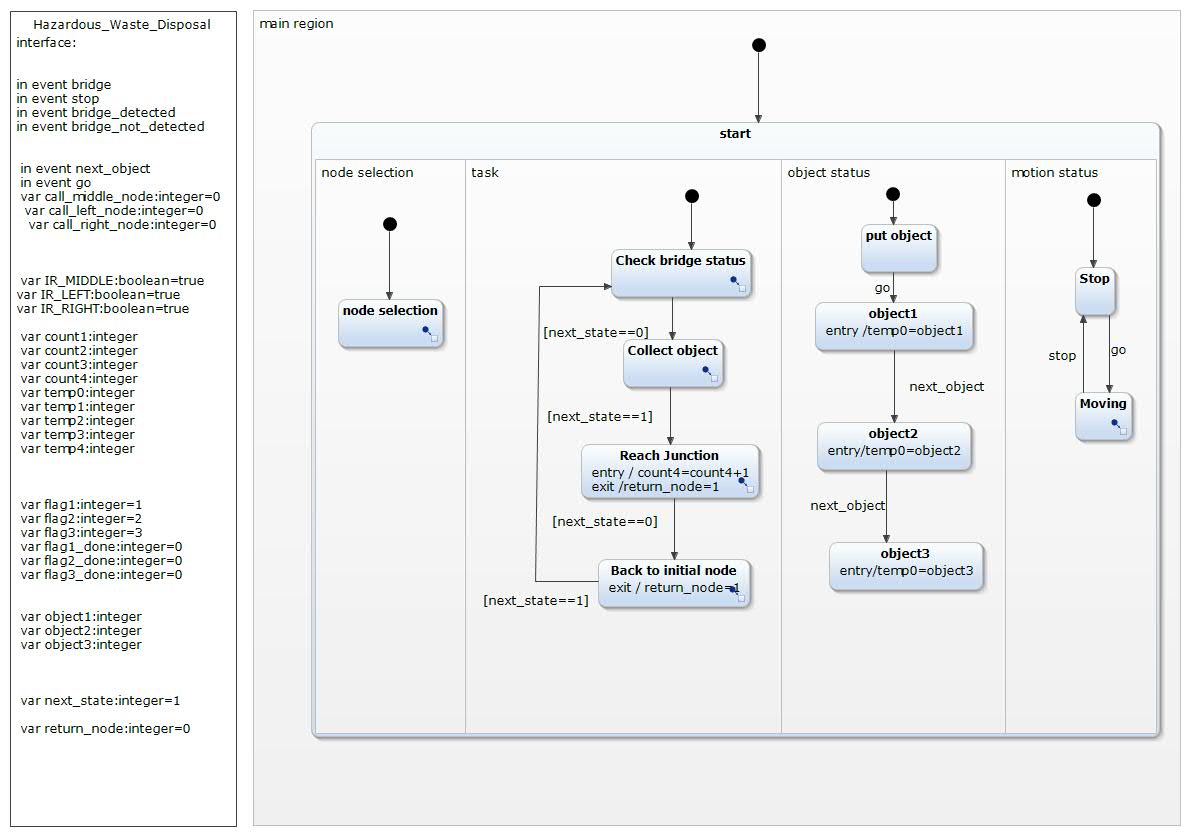 Hazardous_Waste_Disposal
interface:
in event bridge
in event stop
in event bridge_detected
in event bridge_not_detected
in event next_object
in event go
var call_middle_node:integer=0
var call_left_node:integer=0
var call_right_node:integer=0
var IR_MIDDLE:boolean=true
var IR_LEFT:boolean=true
var IR_RIGHT:boolean=true
var count1:integer
var count2:integer
var count3:integer
var count4:integer
var temp0:integer
var temp1:integer
var temp2:integer
var temp3:integer
var temp4:integer
var flag1:integer=1
var flag2:integer=2
var flag3:integer=3
var flag1_done:integer=0
var flag2_done:integer=0
var flag3_done:integer=0
var object1:integer
var object2:integer
var object3:integer
var next_state:integer=1
var return_node:integer=0
main region
start
node selection
node selection
task
Check bridge status
[next_state==0]
Collect object
[next_state==1]
Reach Junction
entry / count4=count4+1
exit /return_node=1
[next_state==0]
Back to initial node
exit / return_node=1
[next_state==1]
object status
put object
go
object1
entry /temp0=object1
next_object
object2
entry/temp0=object2
next_object
object3
entry/temp0=object3
motion status
Stop
stop
go
Moving